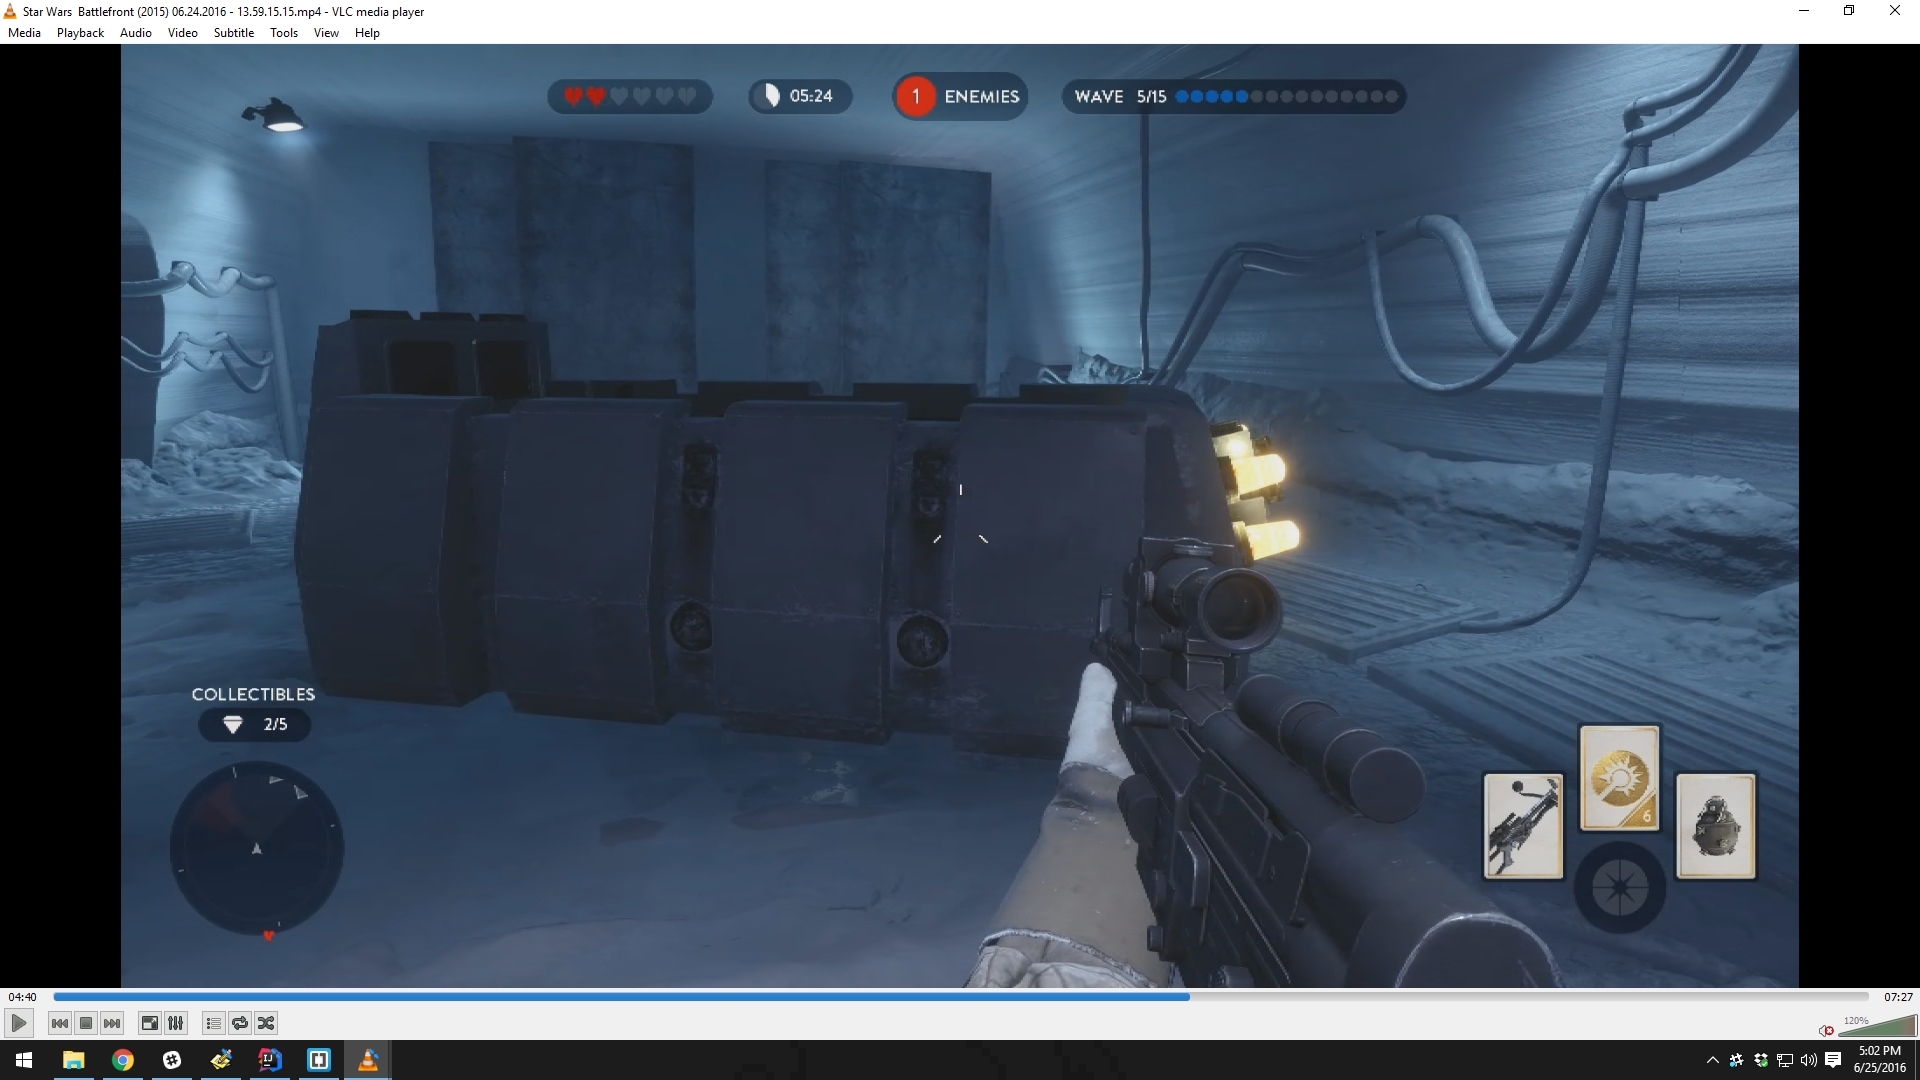 Star Wars  Battlefront (2015) 06.24.2016 - 13.59.15.15.mp4 - VLC media player
Media Playback Audio Video Subtitle Tools View Help
05:24
1 ENEMIES
WAVE 5/15
COLLECTIBLES
2/5
6
04:40
07:27
120%
5:02 PM
6/25/2016